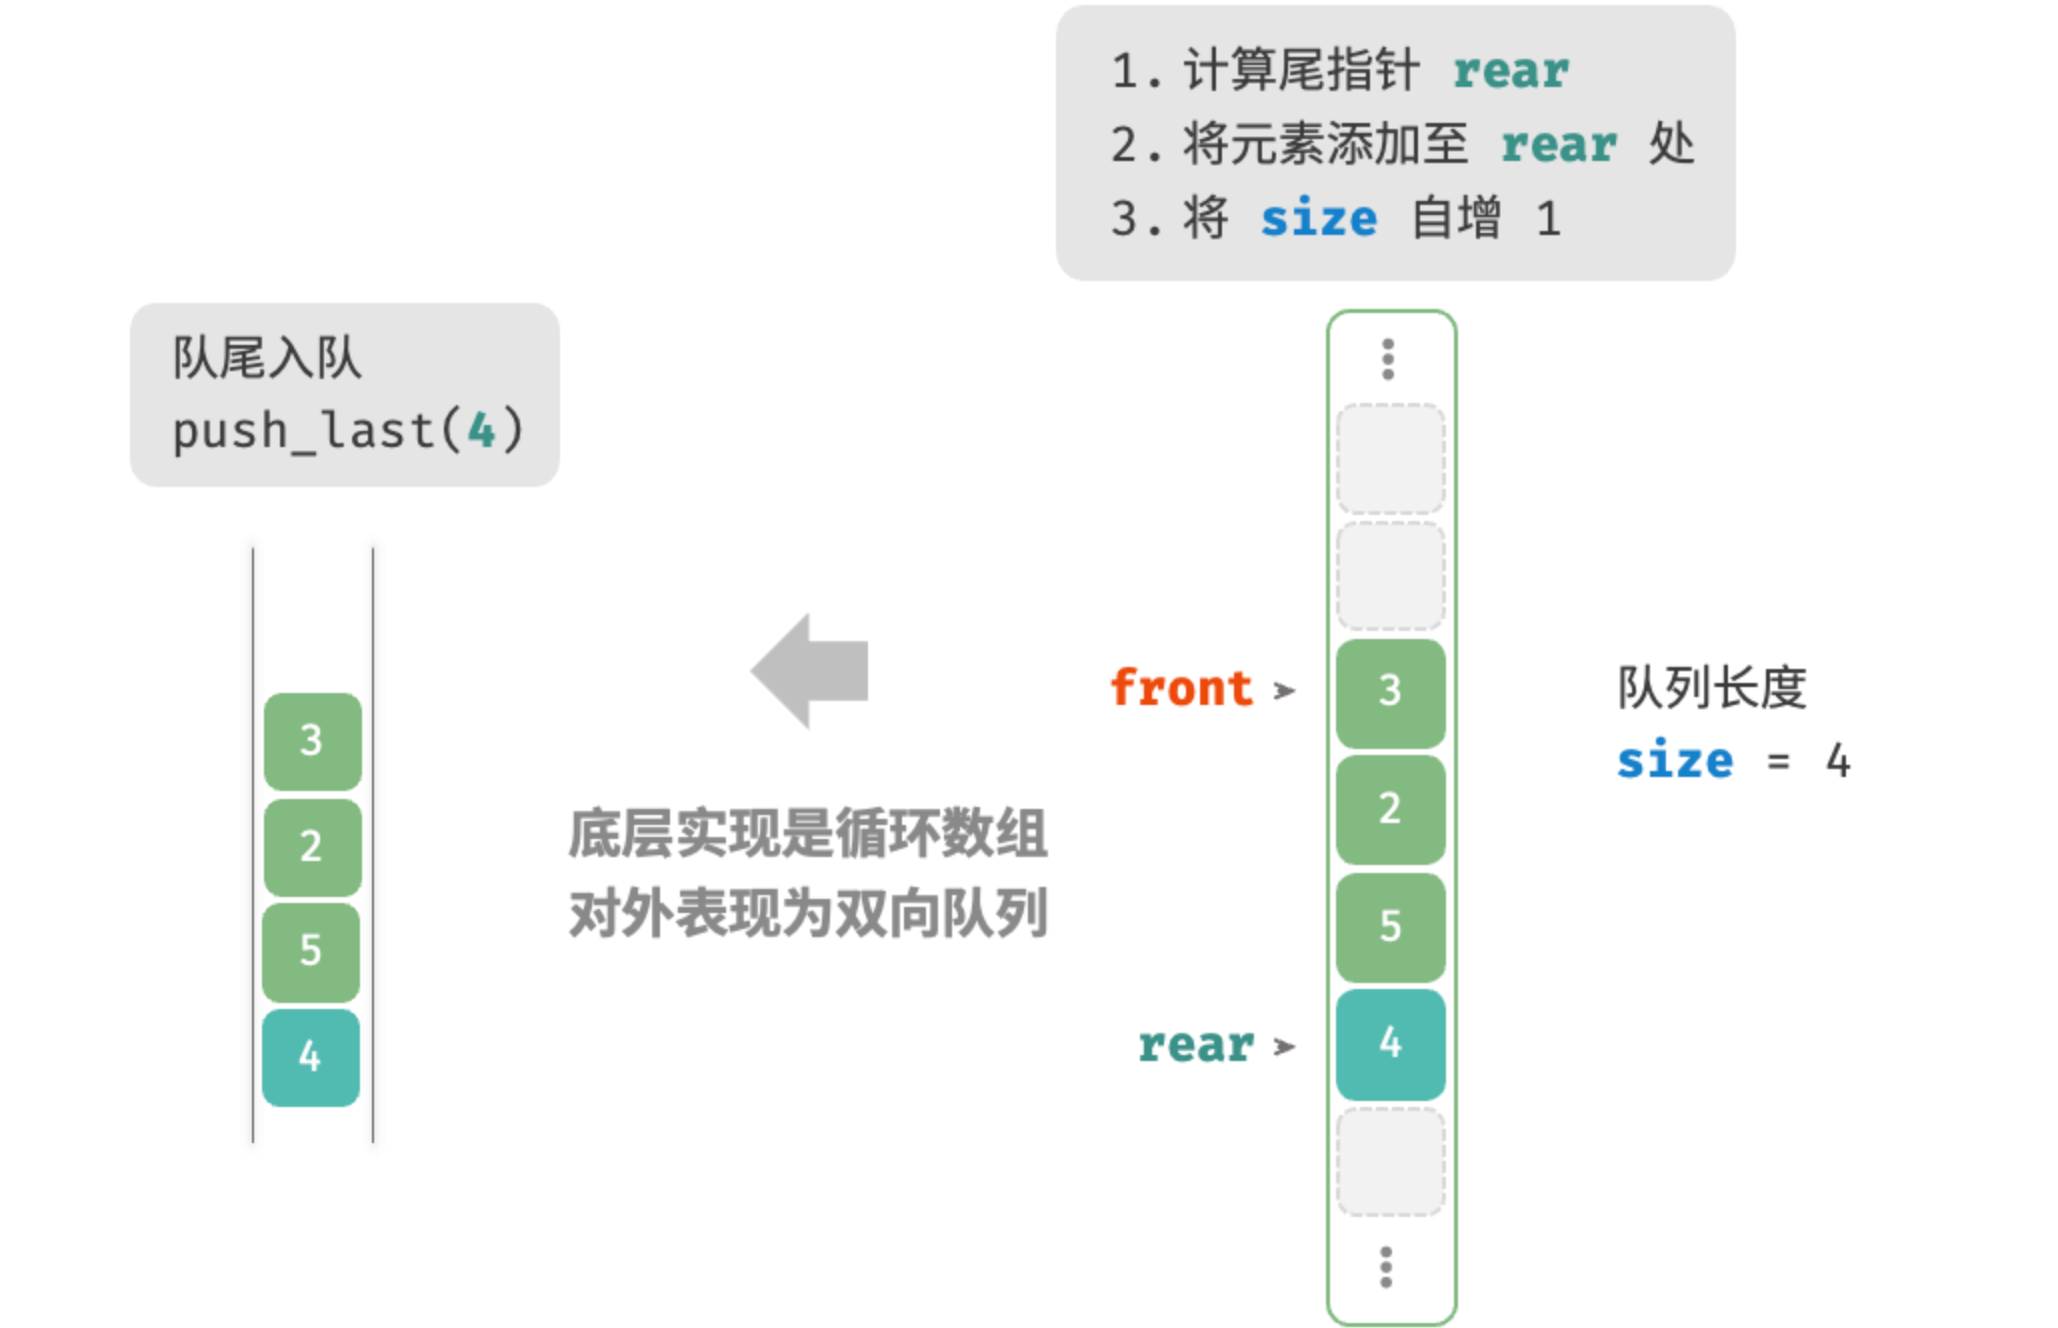 1. 计算尾指针 rear
2. 将元素添加至 rear 处
3. 将 size 自增 1
队尾入队
push_last(4)
3
2
5
4
底层实现是循环数组
对外表现为双向队列
front ➤
3
2
5
rear ➤
4
队列长度
size = 4